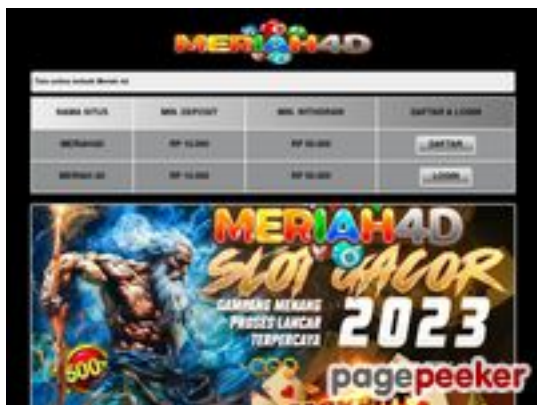 MERIAH4D
NAMA SITUS MIN. DEPOSIT MIN. WITHDRAW DAFTAR & LOGIN
MERIAH4D RP 10.000 RP 50.000 DAFTAR
MERIAH 4D RP 10.000 RP 50.000 LOGIN
MERIAH4D
SLOT GACOR
GAMPANG MENANG
PROSES LANCAR
TERPERCAYA
2023
500
pagepeeker